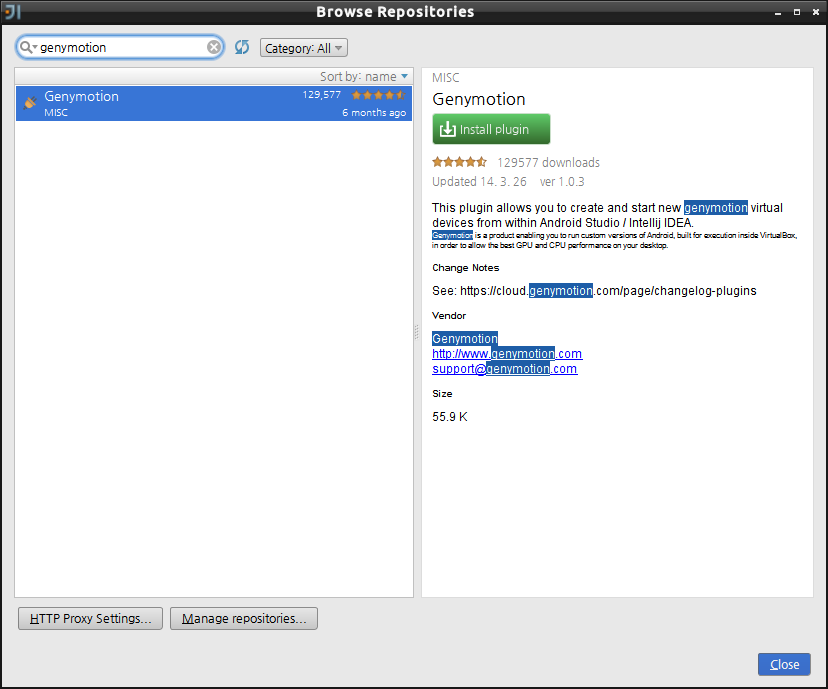 JI
Browse Repositories
genymotion
Category: All
Sort by: name
Genymotion
129,577
MISC
6 months ago
MISC
Genymotion
Install plugin
129577 downloads
Updated 14. 3. 26 ver 1.0.3
This plugin allows you to create and start new genymotion virtual
devices from within Android Studio / Intellij IDEA.
Genymotion is a product enabling you to run custom versions of Android, built for execution inside VirtualBox,
in order to allow the best GPU and CPU performance on your desktop.
Change Notes
See: https://cloud.genymotion.com/page/changelog-plugins
Vendor
Genymotion
http://www.genymotion.com
support@genymotion.com
Size
55.9 K
HTTP Proxy Settings...
Manage repositories...
Close